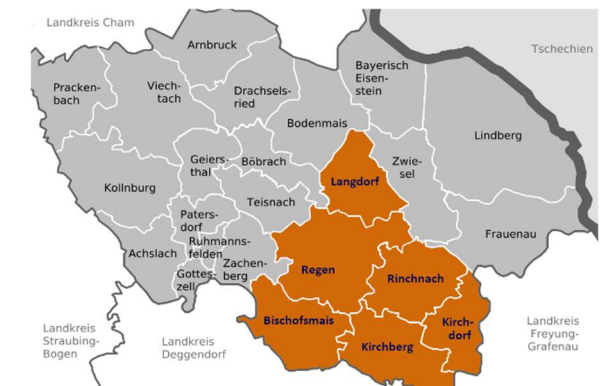 Landkreis Cham
Arnbruck
Tschechien
Bayerisch
Eisen-
stein
Pracken-
bach
Viech-
tach
Drachsels-
ried
Bodenmais
Lindberg
Geiers-
thal
Böbrach
Zwie-
sel
Kollnburg
Langdorf
Teisnach
Paters-
dorf
Frauenau
Ruhmanns-
felden
Achslach
Zachen-
berg
Gottes-
zell
Regen
Rinchnach
Bischofsmais
Kirch-
dorf
Kirchberg
Landkreis
Straubing-
Bogen
Landkreis
Deggendorf
Landkreis
Freyung-
Grafenau